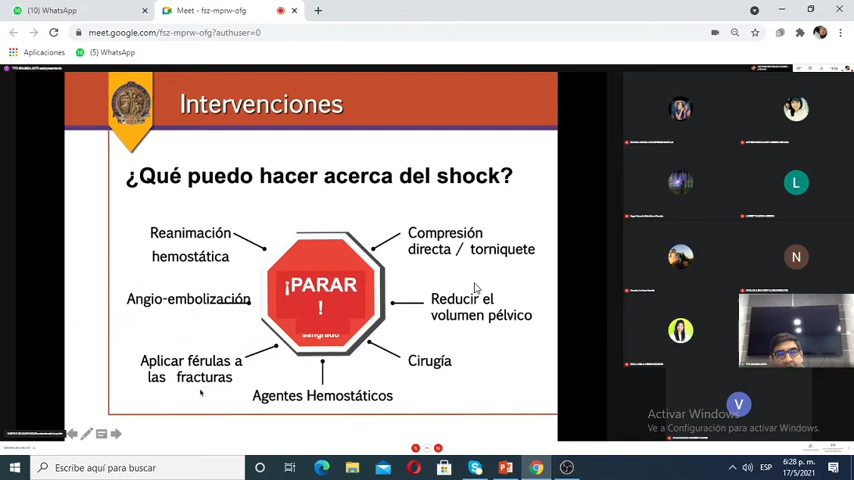 (10) WhatsApp
Meet - fsz-mprw-ofg
meet.google.com/fsz-mprw-ofg?authuser=0
Aplicaciones
(5) WhatsApp
Intervenciones
¿Qué puedo hacer acerca del shock?
Reanimación
hemostática
Compresión
directa / torniquete
¡PARAR
!
sangrado
Angio-embolización
Reducir el
volumen pélvico
Aplicar férulas a
las fracturas
Cirugía
Agentes Hemostáticos
L
N
V
Activar Windows
Ve a Configuración para activar Windows.
Escribe aquí para buscar
ESP
6:28 p. m.
17/5/2021